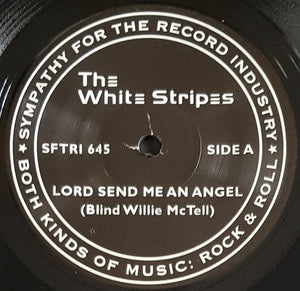 SYMPATHY FOR THE RECORD INDUSTRY
The
White Stripes
SFTRI 645
SIDE A
LORD SEND ME AN ANGEL
(Blind Willie McTell)
★ BOTH KINDS OF MUSIC: ROCK & ROLL ★